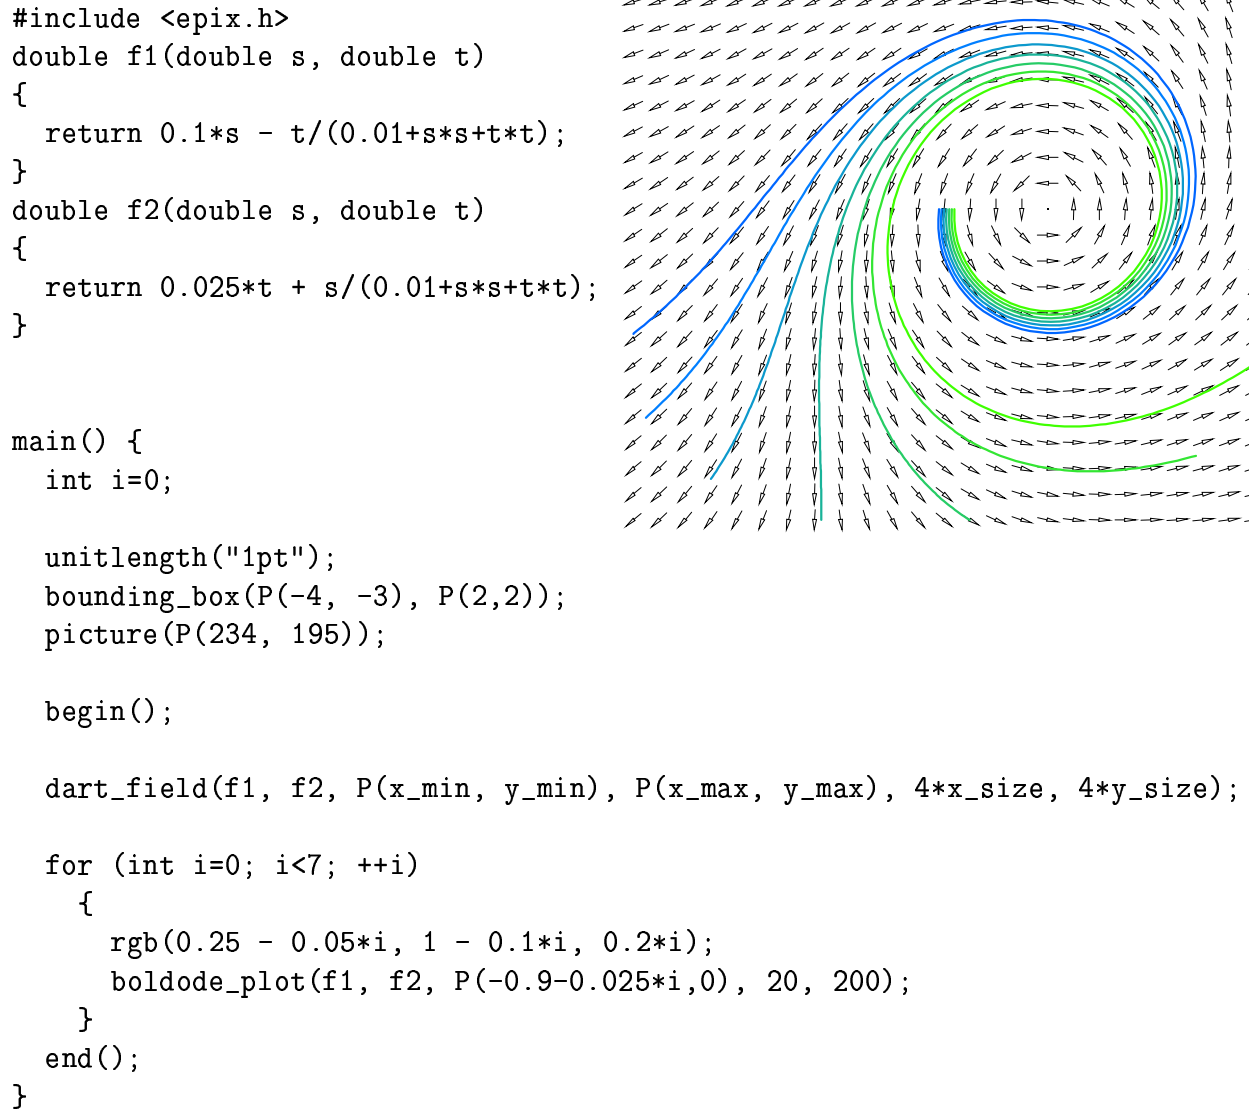 #include <epix.h>
double f1(double s, double t)
{
  return 0.1*s - t/(0.01+s*s+t*t);
}
double f2(double s, double t)
{
  return 0.025*t + s/(0.01+s*s+t*t);
}
main() {
  int i=0;
  unitlength("1pt");
  bounding_box(P(-4, -3), P(2,2));
  picture(P(234, 195));
  begin();
  dart_field(f1, f2, P(x_min, y_min), P(x_max, y_max), 4*x_size, 4*y_size);
  for (int i=0; i<7; ++i)
    {
      rgb(0.25 - 0.05*i, 1 - 0.1*i, 0.2*i);
      boldode_plot(f1, f2, P(-0.9-0.025*i,0), 20, 200);
    }
  end();
}